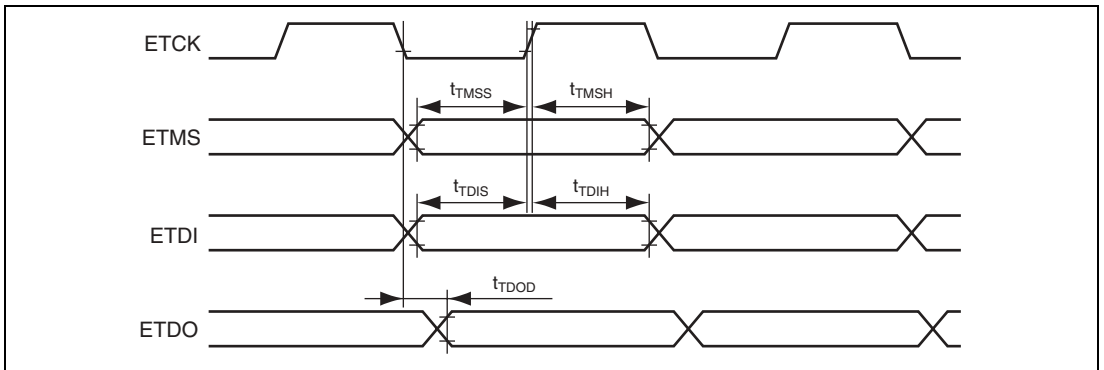 ETCK
tTMSS
tTMSH
ETMS
tTDIS
tTDIH
ETDI
tTDOD
ETDO